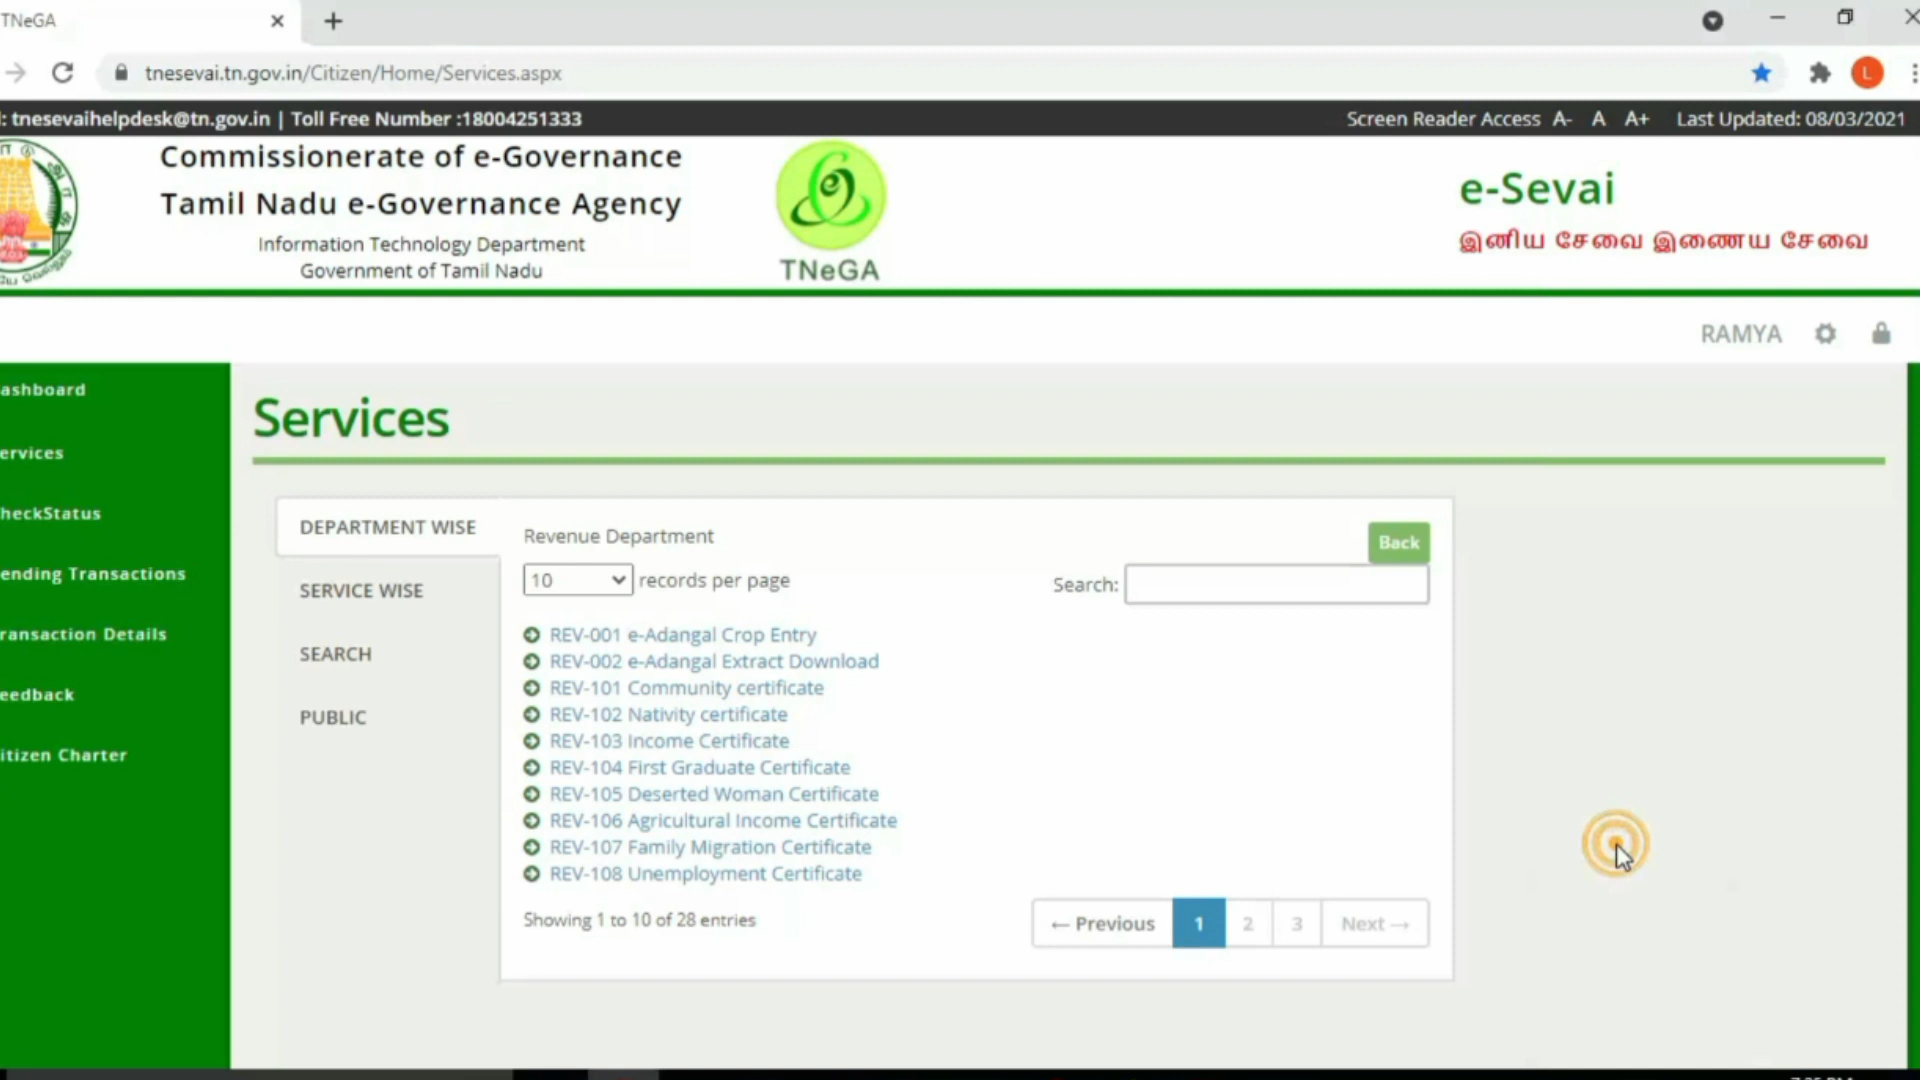 TNeGA
tnesevai.tn.gov.in/Citizen/Home/Services.aspx
L
: tnesevaihelpdesk@tn.gov.in | Toll Free Number :18004251333
Screen Reader Access A- A A+ Last Updated: 08/03/2021
Commissionerate of e-Governance
Tamil Nadu e-Governance Agency
Information Technology Department
Government of Tamil Nadu
TNeGA
e-Sevai
இனிய சேவை இணைய சேவை
RAMYA
ashboard
ervices
heckStatus
ending Transactions
ransaction Details
eedback
itizen Charter
Services
DEPARTMENT WISE
SERVICE WISE
SEARCH
PUBLIC
Revenue Department
Back
10 records per page
Search:
REV-001 e-Adangal Crop Entry
REV-002 e-Adangal Extract Download
REV-101 Community certificate
REV-102 Nativity certificate
REV-103 Income Certificate
REV-104 First Graduate Certificate
REV-105 Deserted Woman Certificate
REV-106 Agricultural Income Certificate
REV-107 Family Migration Certificate
REV-108 Unemployment Certificate
Showing 1 to 10 of 28 entries
← Previous 1 2 3 Next →